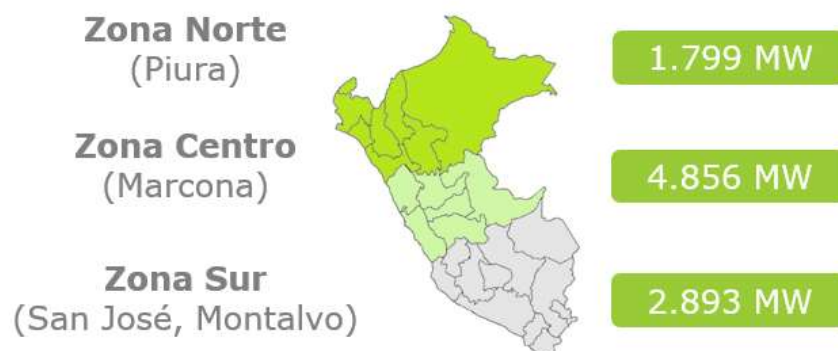 Zona Norte
(Piura)
1.799 MW
Zona Centro
(Marcona)
4.856 MW
Zona Sur
(San José, Montalvo)
2.893 MW